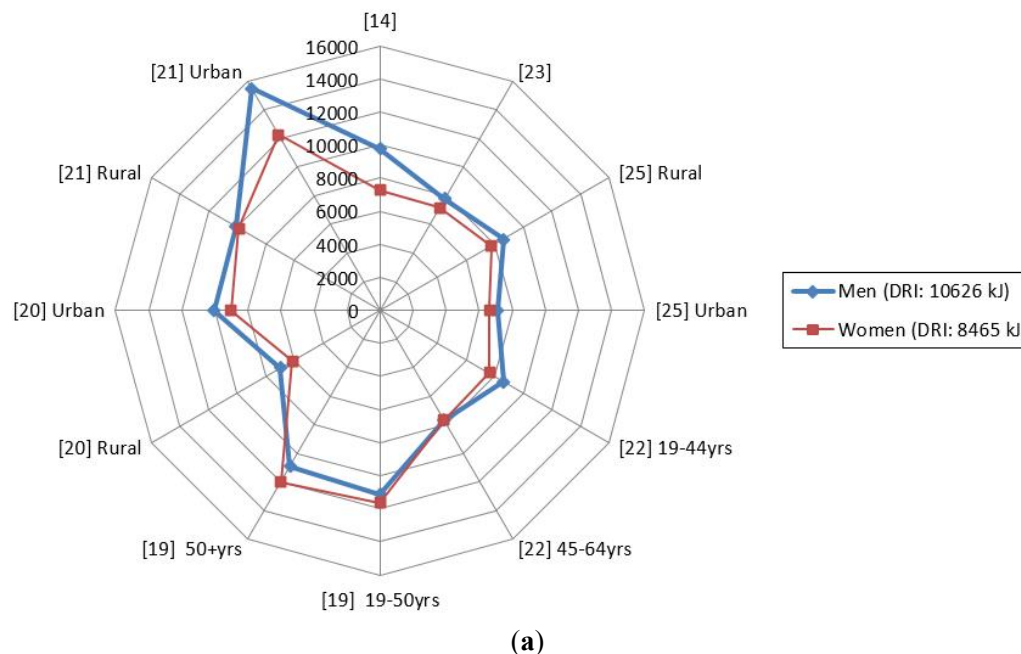 [14]
16000
[21] Urban
[23]
14000
12000
10000
[21] Rural
[25] Rural
8000
6000
4000
2000
[20] Urban
0
[25] Urban
Men (DRI: 10626 kJ)
Women (DRI: 8465 kJ
[20] Rural
[22] 19-44yrs
[19] 50+yrs
[22] 45-64yrs
[19] 19-50yrs
(a)